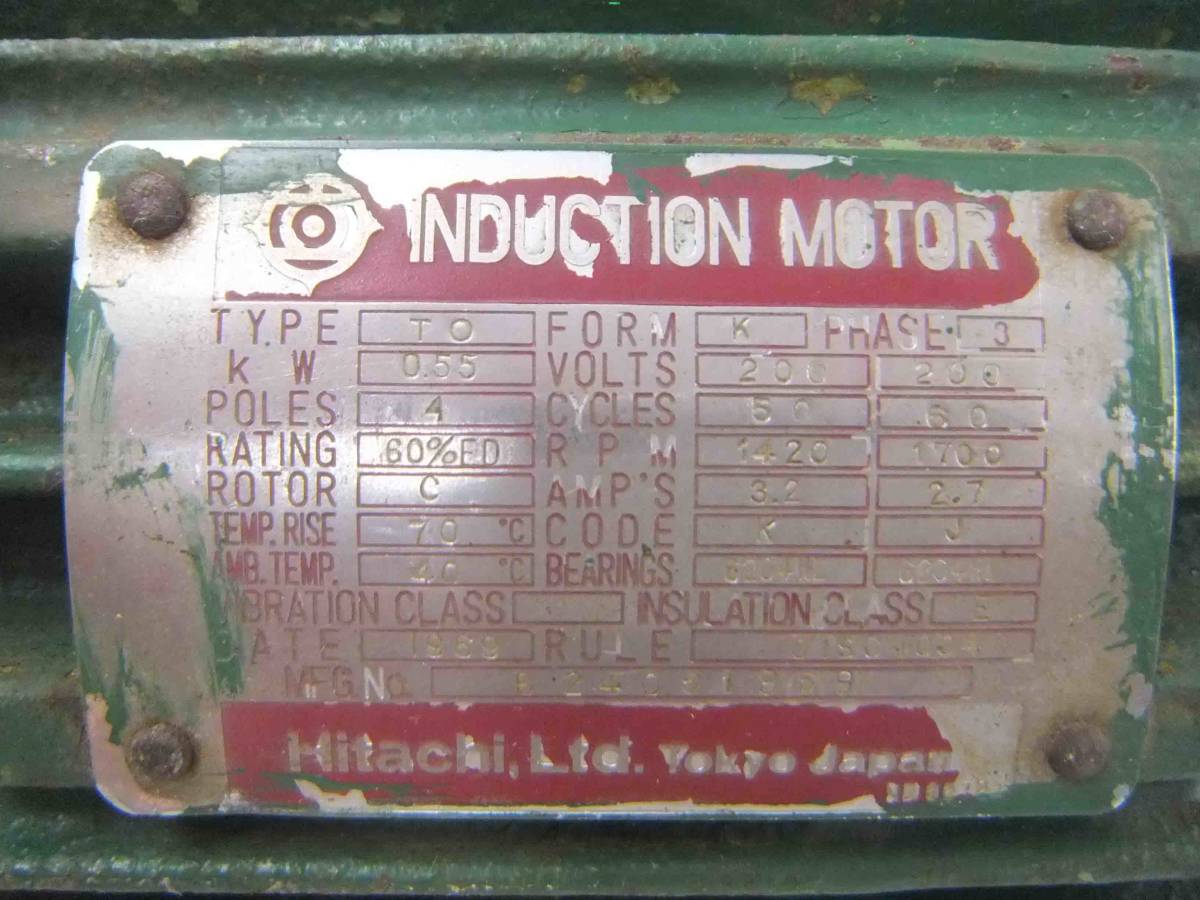 INDUCTION MOTOR
TYPE TO FORM K PHASE 3
KW 0.55 VOLTS 200 200
POLES 4 CYCLES 50 60
RATING 60%ED RPM 1420 1700
ROTOR C AMP'S 3.2 2.7
TEMP. RISE 70 °C CODE K J
AMB. TEMP. 40 °C BEARINGS
VIBRATION CLASS INSULATION CLASS E
DATE 1989 RULE
MFG. No.
Hitachi, Ltd. Tokyo Japan